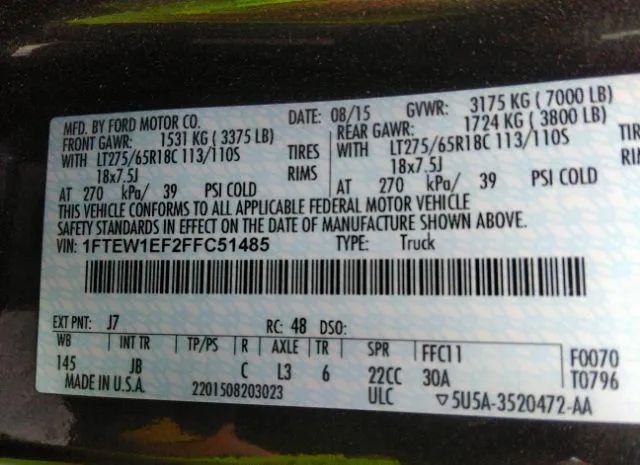 MFD. BY FORD MOTOR CO. DATE: 08/15 GVWR: 3175 KG ( 7000 LB)
FRONT GAWR: 1531 KG ( 3375 LB) REAR GAWR: 1724 KG ( 3800 LB)
WITH LT275/65R18C 113/110S TIRES WITH LT275/65R18C 113/110S TIRES
18x7.5J RIMS 18x7.5J RIMS
AT 270 kPa/ 39 PSI COLD AT 270 kPa/ 39 PSI COLD
THIS VEHICLE CONFORMS TO ALL APPLICABLE FEDERAL MOTOR VEHICLE
SAFETY STANDARDS IN EFFECT ON THE DATE OF MANUFACTURE SHOWN ABOVE.
VIN: 1FTEW1EF2FFC51485 TYPE: Truck
EXT PNT: J7 RC: 48 DSO:
WB INT TR TP/PS R AXLE TR SPR FFC11 F0070
145 JB C L3 6 22CC 30A T0796
MADE IN U.S.A. 2201508203023 ULC ▽5U5A-3520472-AA